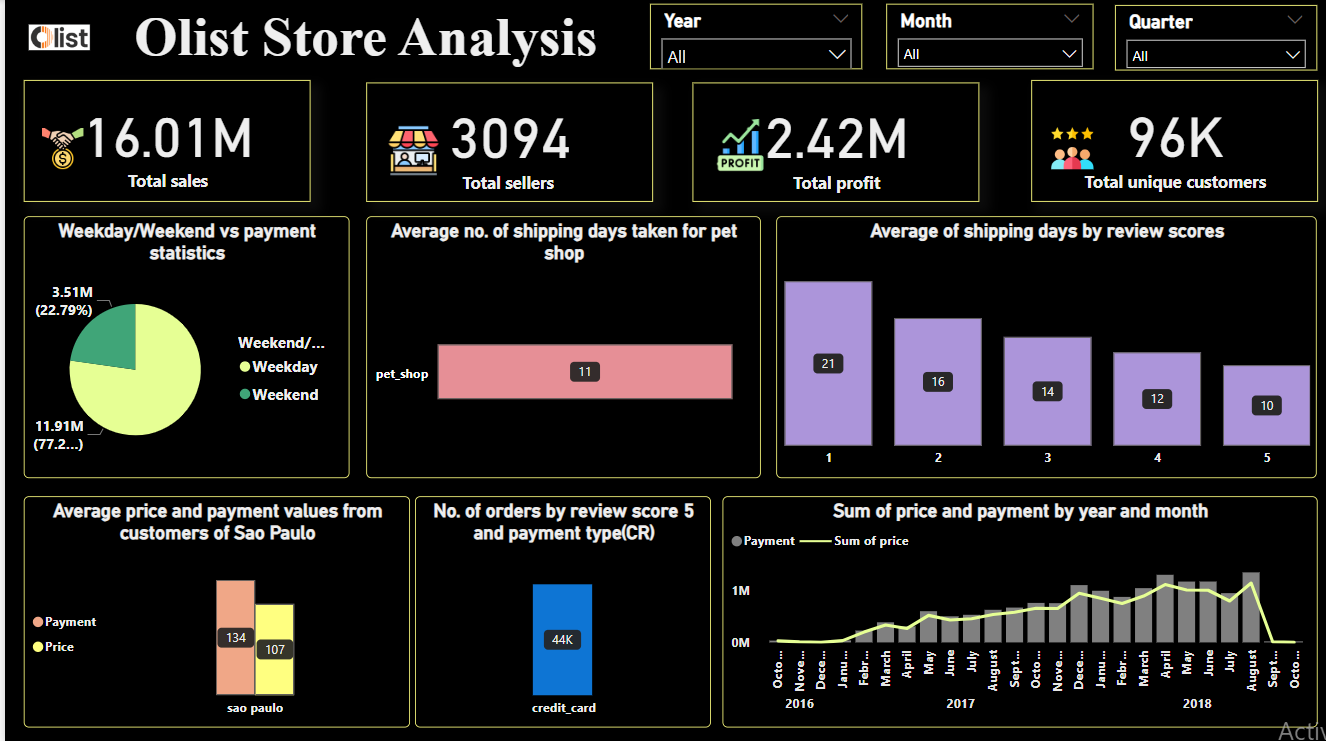 Olist
Olist Store Analysis
Year
All
Month
All
Quarter
All
16.01M
Total sales
3094
Total sellers
PROFIT
2.42M
Total profit
96K
Total unique customers
Weekday/Weekend vs payment
statistics
3.51M
(22.79%)
11.91M
(77.2...)
Weekend/...
Weekday
Weekend
Average no. of shipping days taken for pet
shop
pet_shop
11
Average of shipping days by review scores
21
16
14
12
10
1
2
3
4
5
Average price and payment values from
customers of Sao Paulo
Payment
Price
134
107
sao paulo
No. of orders by review score 5
and payment type(CR)
44K
credit_card
Sum of price and payment by year and month
Payment
Sum of price
1M
0M
Octo...
Nove...
Dece...
Janu...
Febr...
March
April
May
June
July
August
Sept...
Octo...
Nove...
Dece...
Janu...
Febr...
March
April
May
June
July
August
Sept...
Octo...
2016
2017
2018
Activ